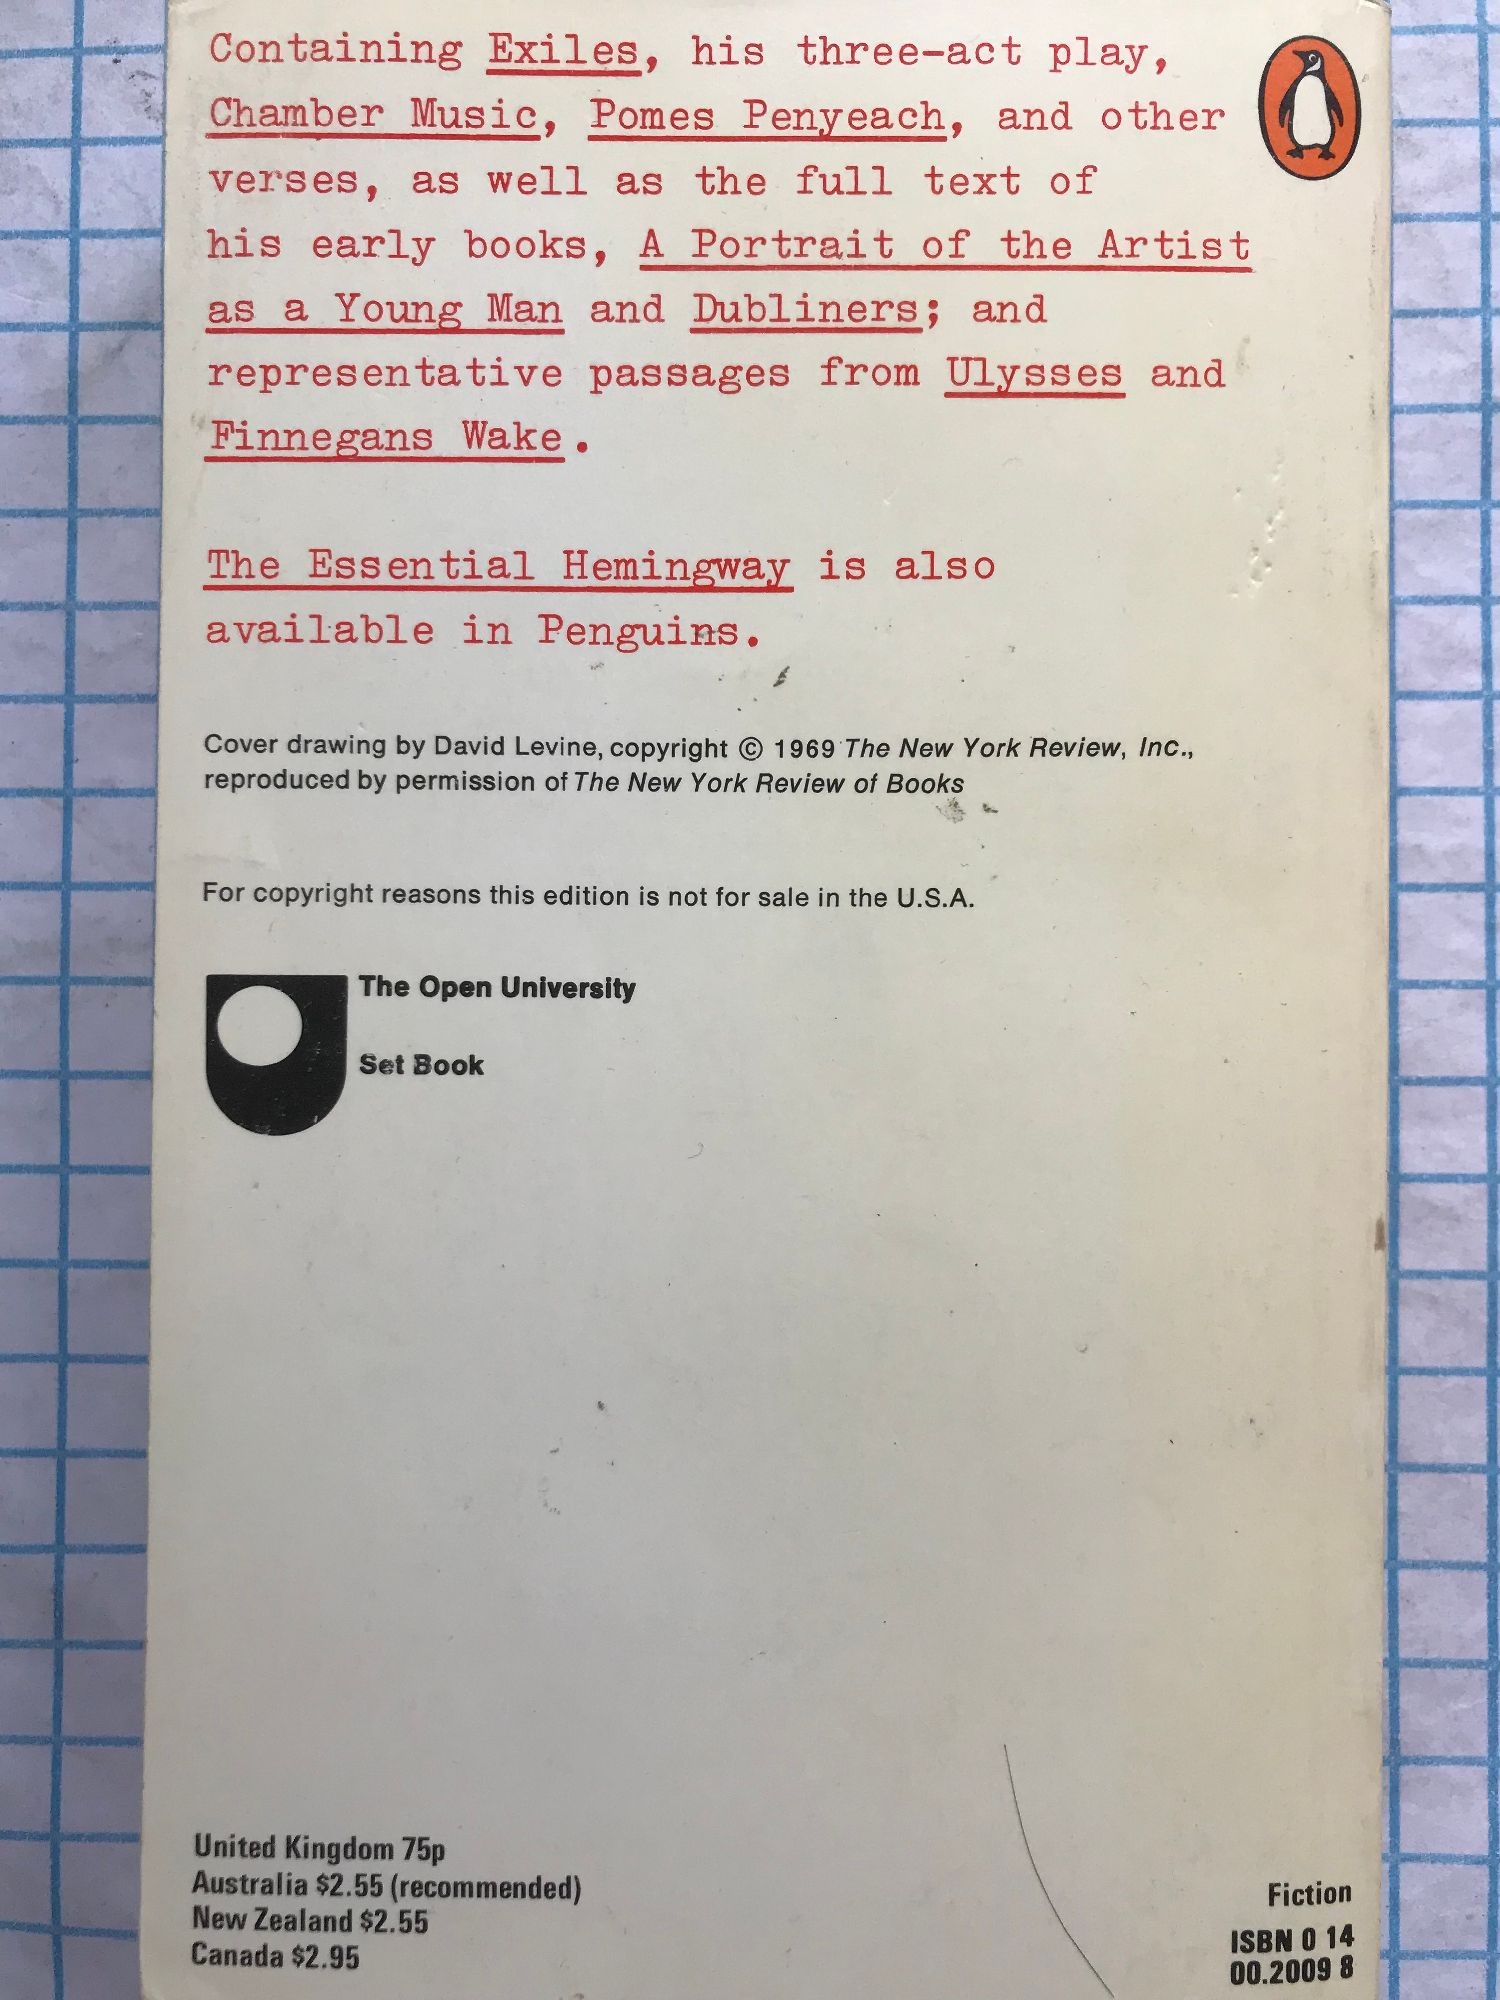 Containing Exiles, his three-act play,
Chamber Music, Pomes Penyeach, and other
verses, as well as the full text of
his early books, A Portrait of the Artist
as a Young Man and Dubliners; and
representative passages from Ulysses and
Finnegans Wake.
The Essential Hemingway is also
available in Penguins.
Cover drawing by David Levine, copyright © 1969 The New York Review, Inc.,
reproduced by permission of The New York Review of Books
For copyright reasons this edition is not for sale in the U.S.A.
The Open University
Set Book
United Kingdom 75p
Australia $2.55 (recommended)
New Zealand $2.55
Canada $2.95
Fiction
ISBN 0 14
00.2009 8